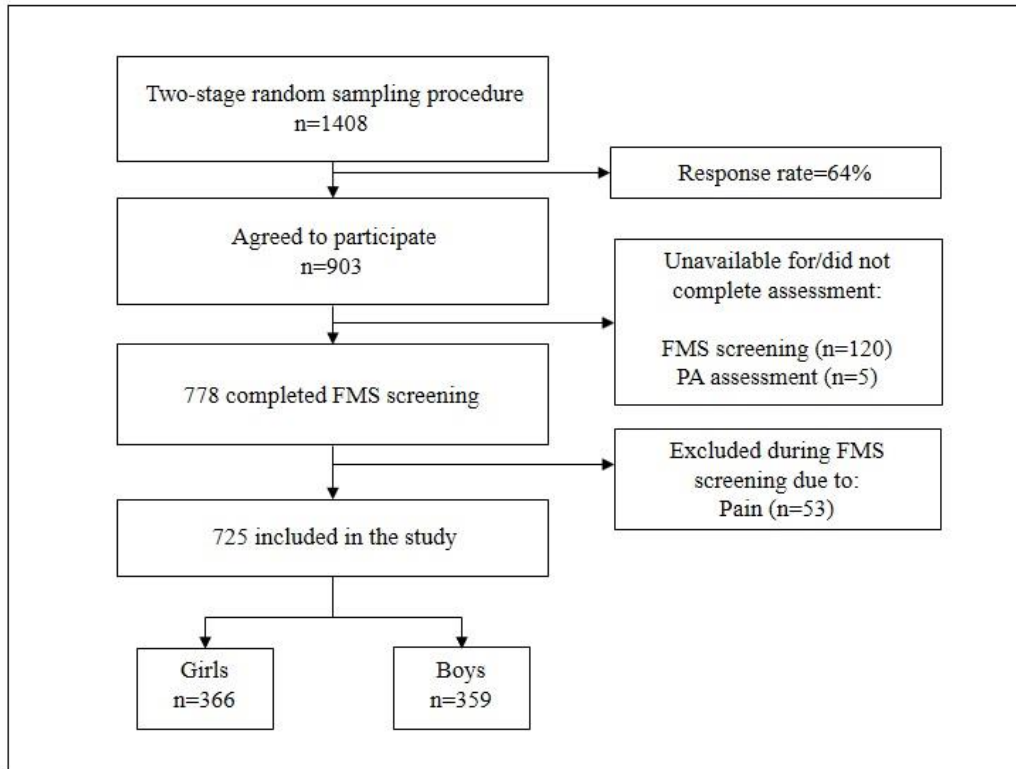 Two-stage random sampling procedure
n=1408
Response rate=64%
Agreed to participate
n=903
Unavailable for/did not
complete assessment:
FMS screening (n=120)
PA assessment (n=5)
778 completed FMS screening
Excluded during FMS
screening due to:
Pain (n=53)
725 included in the study
Girls
n=366
Boys
n=359